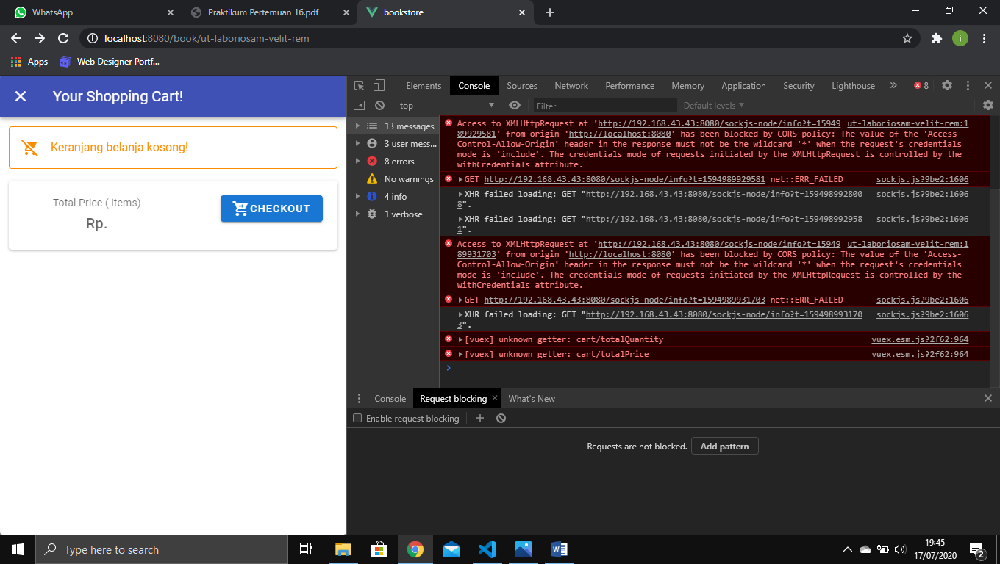 WhatsApp
Praktikum Pertemuan 16.pdf
bookstore
localhost:8080/book/ut-laboriosam-velit-rem
i
Apps
Web Designer Portf...
Your Shopping Cart!
Keranjang belanja kosong!
Total Price ( items)
Rp.
CHECKOUT
Elements Console Sources Network Performance Memory Application Security Lighthouse » 8
top Filter Default levels
13 messages
3 user mess...
8 errors
No warnings
4 info
1 verbose
Access to XMLHttpRequest at 'http://192.168.43.43:8080/sockjs-node/info?t=15949 ut-laboriosam-velit-rem:1
89929581' from origin 'http://localhost:8080' has been blocked by CORS policy: The value of the 'Access-
Control-Allow-Origin' header in the response must not be the wildcard '*' when the request's credentials
mode is 'include'. The credentials mode of requests initiated by the XMLHttpRequest is controlled by the
withCredentials attribute.
GET http://192.168.43.43:8080/sockjs-node/info?t=1594989929581 net::ERR_FAILED sockjs.js?9be2:1606
XHR failed loading: GET "http://192.168.43.43:8080/sockjs-node/info?t=159498992800 sockjs.js?9be2:1606
8".
XHR failed loading: GET "http://192.168.43.43:8080/sockjs-node/info?t=159498992958 sockjs.js?9be2:1606
1".
Access to XMLHttpRequest at 'http://192.168.43.43:8080/sockjs-node/info?t=15949 ut-laboriosam-velit-rem:1
89931703' from origin 'http://localhost:8080' has been blocked by CORS policy: The value of the 'Access-
Control-Allow-Origin' header in the response must not be the wildcard '*' when the request's credentials
mode is 'include'. The credentials mode of requests initiated by the XMLHttpRequest is controlled by the
withCredentials attribute.
GET http://192.168.43.43:8080/sockjs-node/info?t=1594989931703 net::ERR_FAILED sockjs.js?9be2:1606
XHR failed loading: GET "http://192.168.43.43:8080/sockjs-node/info?t=159498993170 sockjs.js?9be2:1606
3".
[vuex] unknown getter: cart/totalQuantity vuex.esm.js?2f62:964
[vuex] unknown getter: cart/totalPrice vuex.esm.js?2f62:964
Console Request blocking What's New
Enable request blocking
Requests are not blocked. Add pattern
Type here to search
19:45
17/07/2020
2